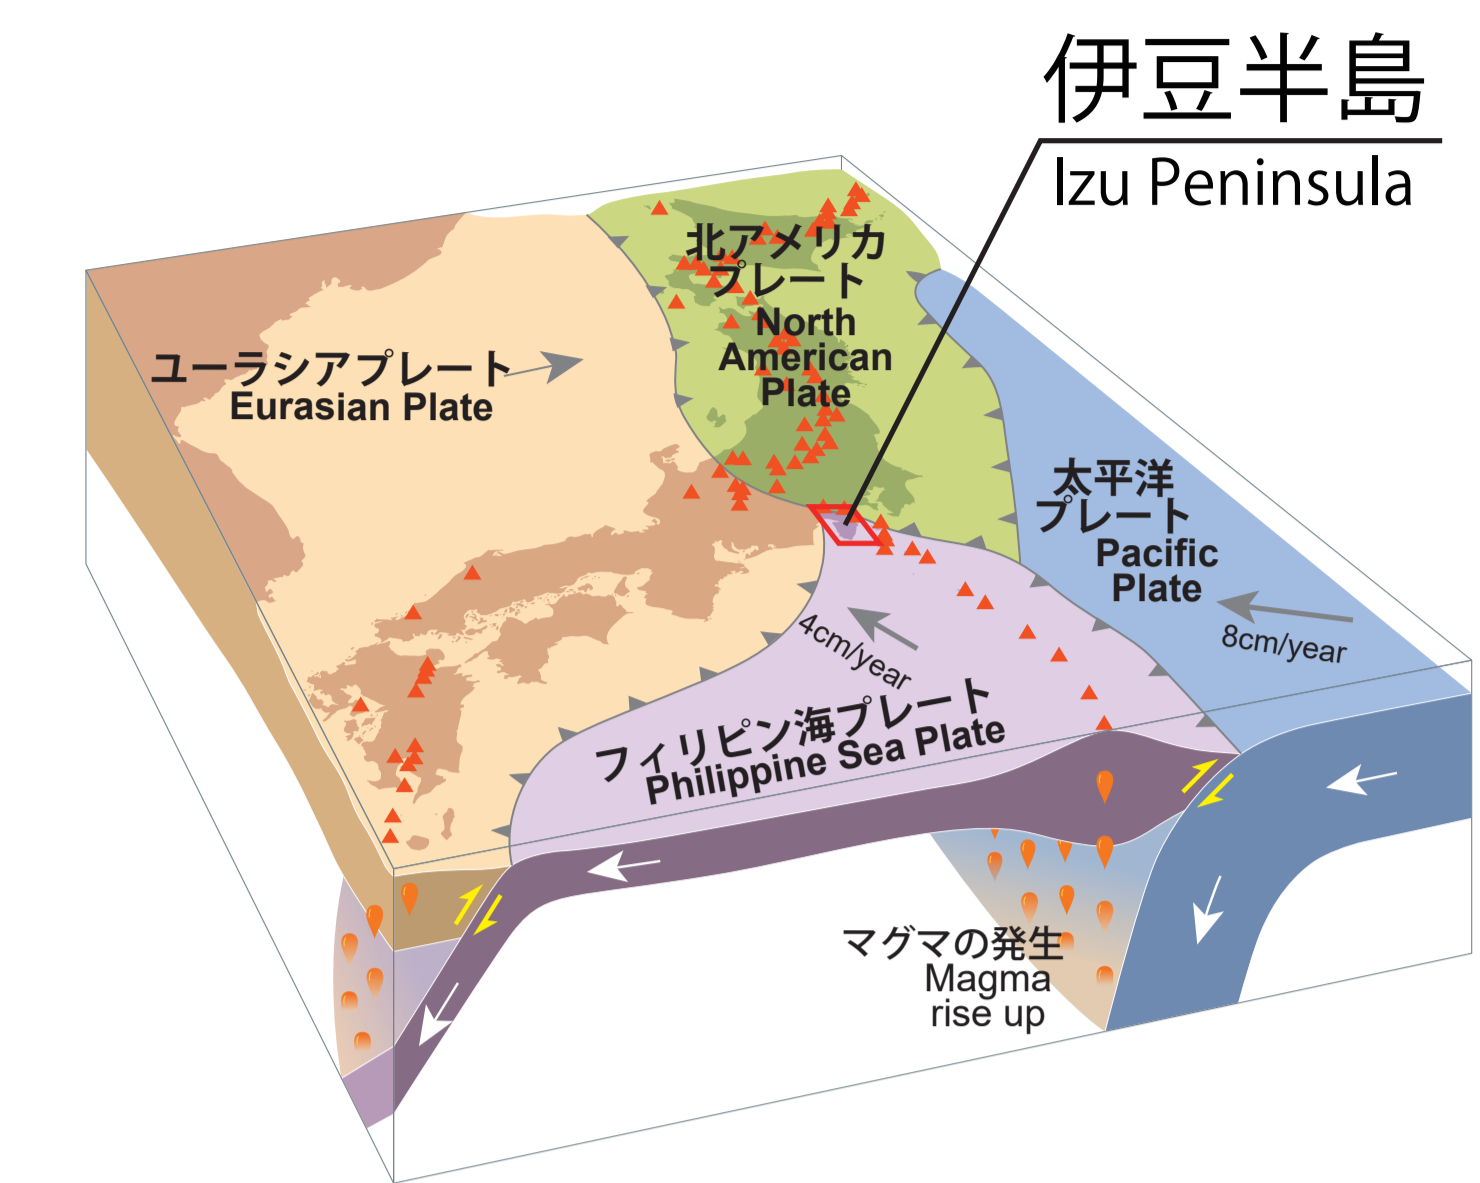 伊豆半島
Izu Peninsula
北アメリカ
プレート
North
American
Plate
ユーラシアプレート
Eurasian Plate
太平洋
プレート
Pacific
Plate
8cm/year
4cm/year
フィリピン海プレート
Philippine Sea Plate
マグマの発生
Magma
rise up